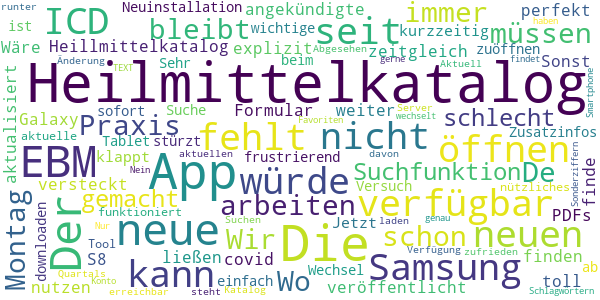 runter Neuinstallation angekündigte perfekt haben
ist ICD bleibt seit immer wichtige kurzzeitig müssen
Wäre Heillmittelkatalog explizit zeitgleich zuöffnen Abgesehen Sonst
Sehr beim gerne Änderung TEXT Aktuell findet Smartphone
Heilmittelkatalog
aktualisiert Galaxy Praxis sofort Suche Formular weiter schlecht
aktuelle Tablet stürzt fehlt nicht öffnen Zusatzinfos
Favoriten Server wechselt
EBM klappt frustrierend würde Suchfunktion De PDFs finde
versteckt App Versuch verfügbar nützliches Sonderziffern
Montag Der gemacht arbeiten schon neuen
aktuellen Nein davon
downloaden funktioniert neue Die Jetzt laden genau
Tool S8 Wir covid Wechsel Verfügung zufrieden finden
nutzen ließen kann einfach Wo Samsung toll ab
Quartals Konto Suchen Nur veröffentlicht
erreichbar steht Katalog Schlagwörtern